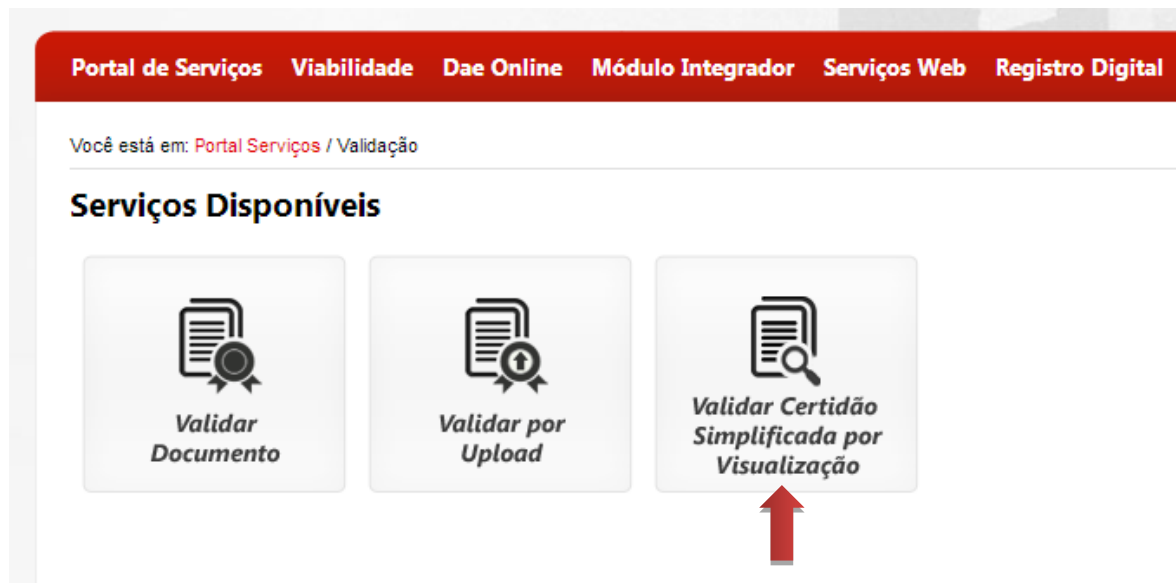 Portal de Serviços Viabilidade Dae Online Módulo Integrador Serviços Web Registro Digital
Você está em: Portal Serviços / Validação
Serviços Disponíveis
Validar
Documento
Validar por
Upload
Validar Certidão
Simplificada por
Visualização